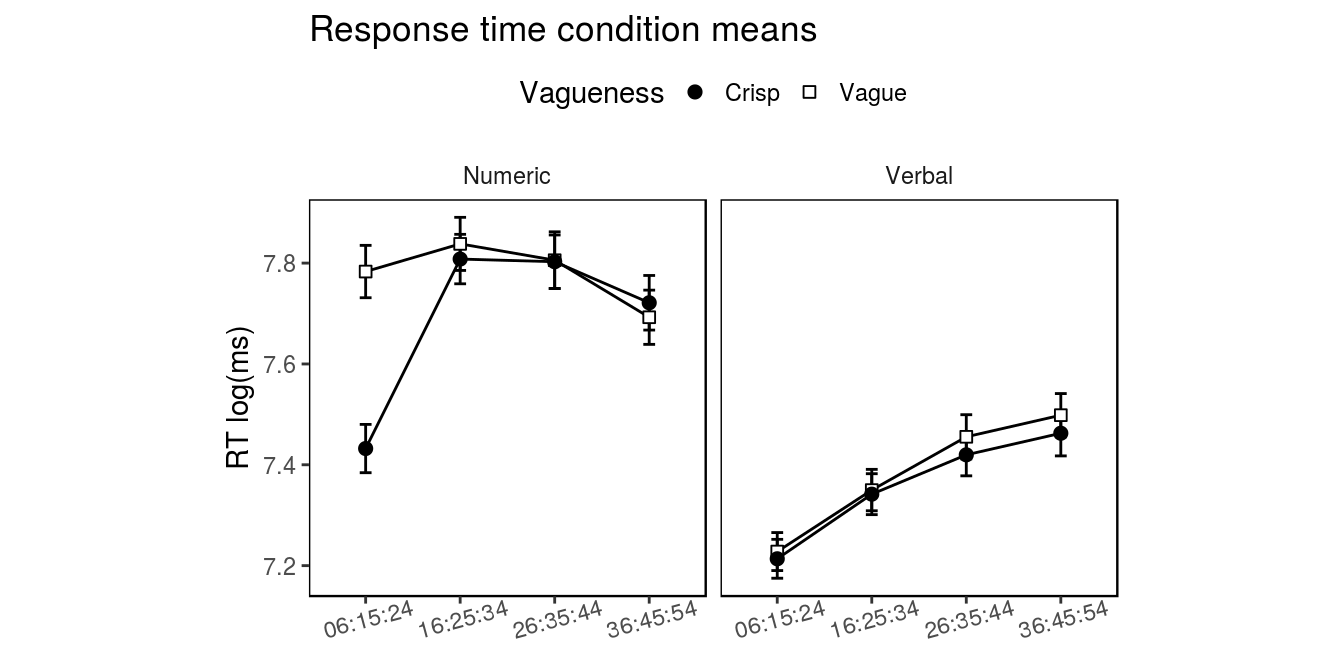 Response time condition means
Vagueness Crisp Vague
Numeric Verbal
RT log(ms)
7.8
7.6
7.4
7.2
06:15:24 16:25:34 26:35:44 36:45:54 06:15:24 16:25:34 26:35:44 36:45:54